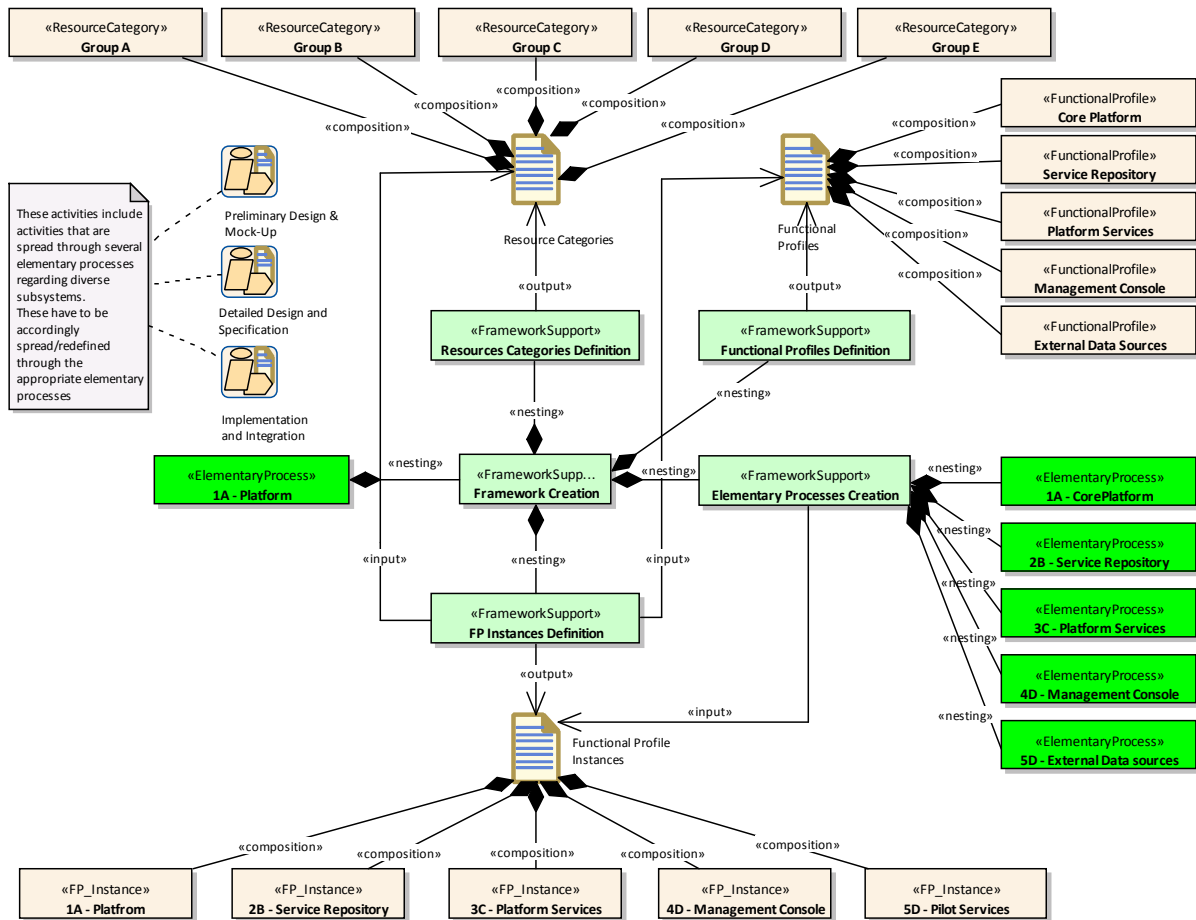 «ResourceCategory»
Group A
«ResourceCategory»
Group B
«ResourceCategory»
Group C
«ResourceCategory»
Group D
«ResourceCategory»
Group E
«composition»
«composition»
«composition»
«composition»
«composition»
Resource Categories
«FunctionalProfile»
Core Platform
«FunctionalProfile»
Service Repository
«FunctionalProfile»
Platform Services
«FunctionalProfile»
Management Console
«FunctionalProfile»
External Data Sources
«composition»
«composition»
«composition»
«composition»
«composition»
Functional
Profiles
These activities include
activities that are
spread through several
elementary processes
regarding diverse
subsystems.
These have to be
accordingly
spread/redefined
through the
appropriate elementary
processes
Preliminary Design &
Mock-Up
Detailed Design and
Specification
Implementation
and Integration
«output»
«output»
«FrameworkSupport»
Resources Categories Definition
«FrameworkSupport»
Functional Profiles Definition
«nesting»
«nesting»
«ElementaryProcess»
1A - Platform
«nesting»
«FrameworkSupp...
Framework Creation
«nesting»
«FrameworkSupport»
Elementary Processes Creation
«nesting»
«ElementaryProcess»
1A - CorePlatform
«nesting»
«ElementaryProcess»
2B - Service Repository
«nesting»
«ElementaryProcess»
3C - Platform Services
«nesting»
«ElementaryProcess»
4D - Management Console
«nesting»
«ElementaryProcess»
5D - External Data sources
«input»
«nesting»
«input»
«FrameworkSupport»
FP Instances Definition
«output»
«input»
Functional Profile
Instances
«composition»
«composition»
«composition»
«composition»
«composition»
«FP_Instance»
1A - Platfrom
«FP_Instance»
2B - Service Repository
«FP_Instance»
3C - Platform Services
«FP_Instance»
4D - Management Console
«FP_Instance»
5D - Pilot Services